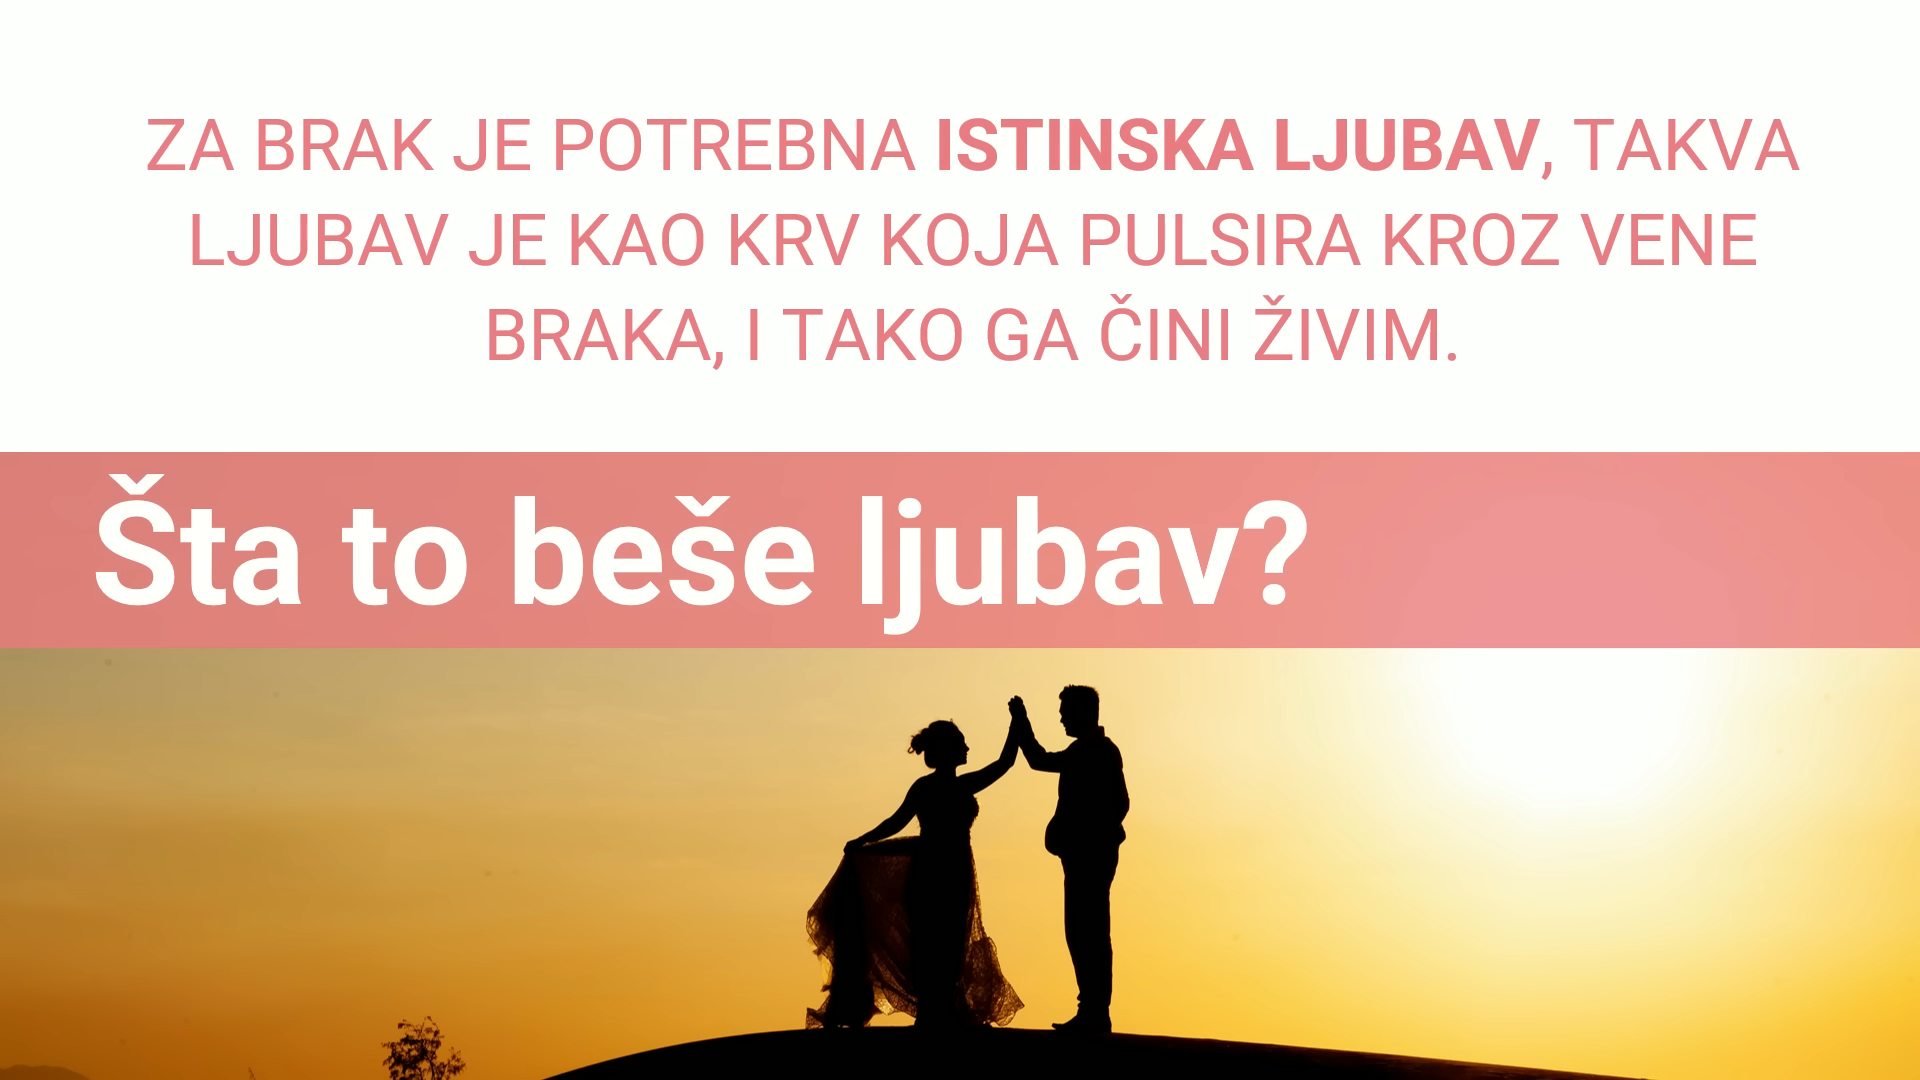 ZA BRAK JE POTREBNA ISTINSKA LJUBAV, TAKVA
LJUBAV JE KAO KRV KOJA PULSIRA KROZ VENE
BRAKA, I TAKO GA ČINI ŽIVIM.
Šta to beše ljubav?